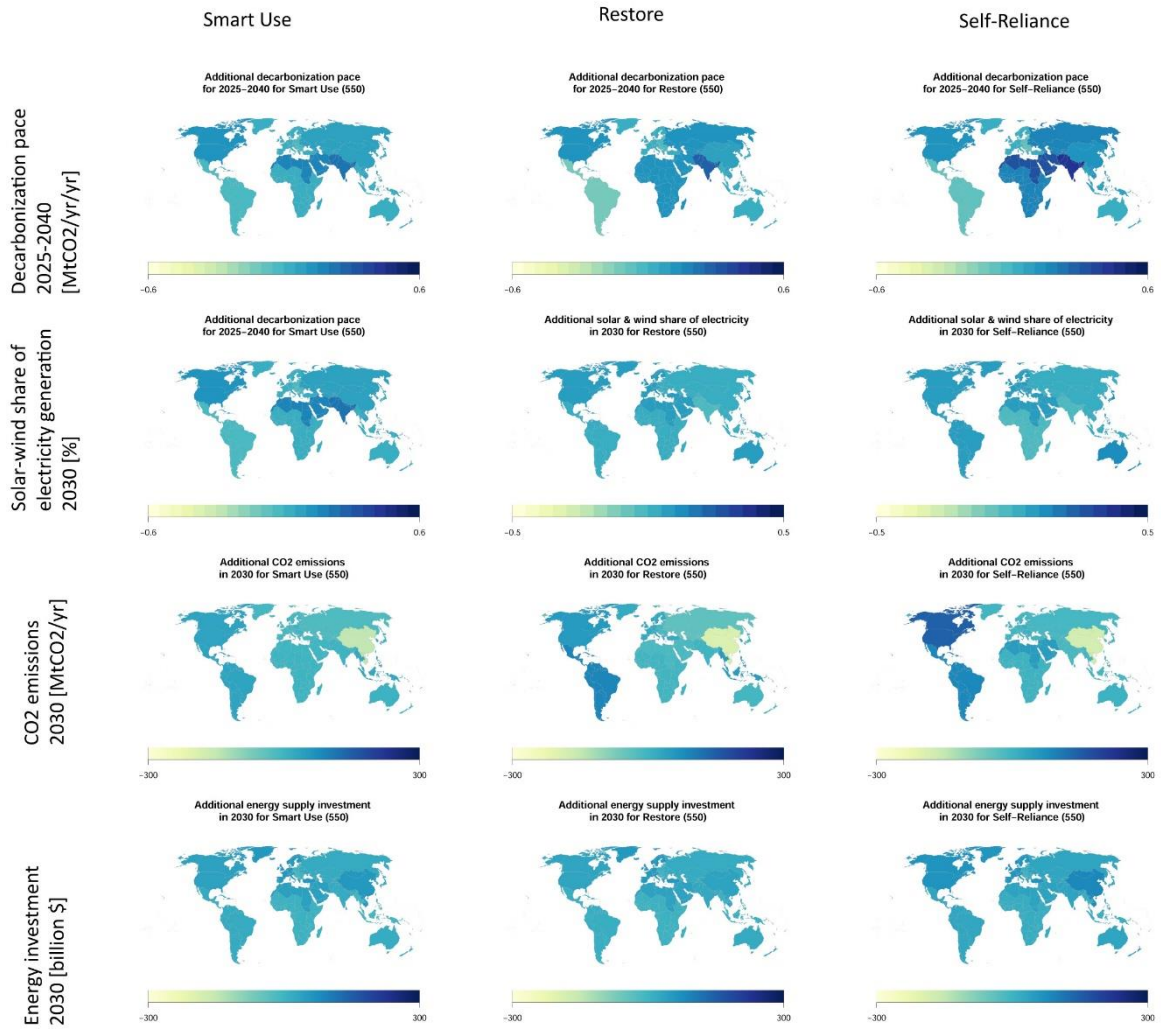 Smart Use
Restore
Self-Reliance
Decarbonization pace
2025-2040
[MtCO2/yr/yr]
Additional decarbonization pace
for 2025–2040 for Smart Use (550)
−0.6
0.6
Additional decarbonization pace
for 2025–2040 for Restore (550)
−0.6
0.6
Additional decarbonization pace
for 2025–2040 for Self−Reliance (550)
−0.6
0.6
Solar-wind share of
electricity generation
2030 [%]
Additional decarbonization pace
for 2025–2040 for Smart Use (550)
−0.6
0.6
Additional solar & wind share of electricity
in 2030 for Restore (550)
−0.5
0.5
Additional solar & wind share of electricity
in 2030 for Self−Reliance (550)
−0.5
0.5
CO2 emissions
2030 [MtCO2/yr]
Additional CO2 emissions
in 2030 for Smart Use (550)
−300
300
Additional CO2 emissions
in 2030 for Restore (550)
−300
300
Additional CO2 emissions
in 2030 for Self−Reliance (550)
−300
300
Energy investment
2030 [billion $]
Additional energy supply investment
in 2030 for Smart Use (550)
−300
300
Additional energy supply investment
in 2030 for Restore (550)
−300
300
Additional energy supply investment
in 2030 for Self−Reliance (550)
−300
300